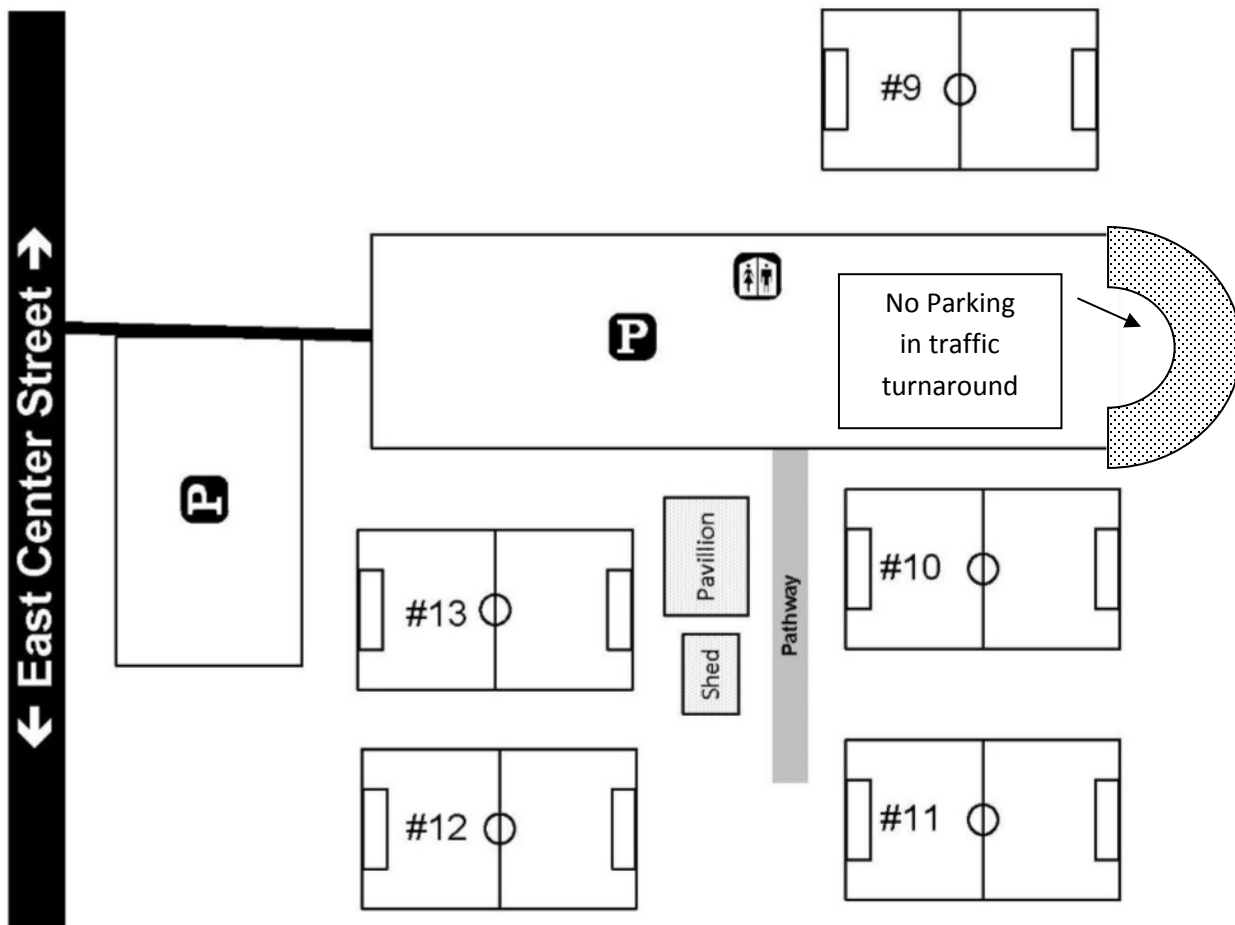 #9
← East Center Street →
P
No Parking
in traffic
turnaround
P
#13
Pavillion
Pathway
#10
Shed
#12
#11